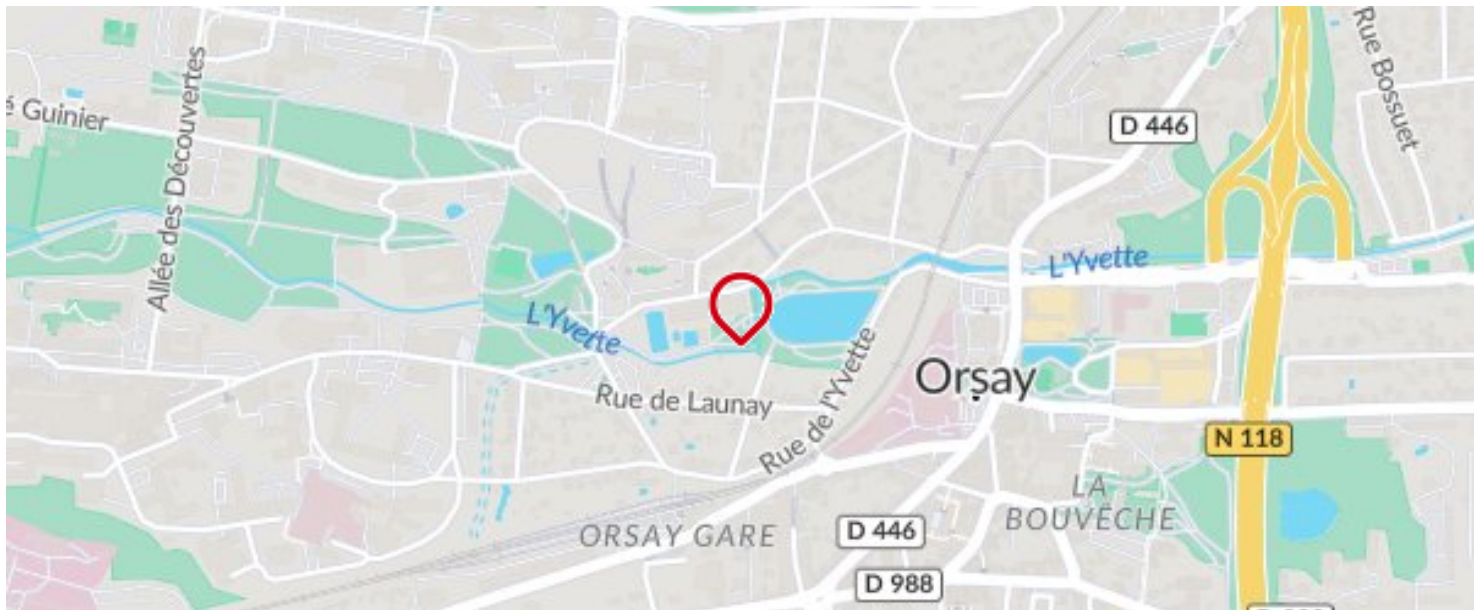 Rue Bossuet
D 446
é Guinier
Allée des Découvertes
L'Yvette
L'Yvette
Rue de Launay
Rue de l'Yvette
Orsay
N 118
LA
BOUVÊCHE
ORSAY GARE
D 446
D 988